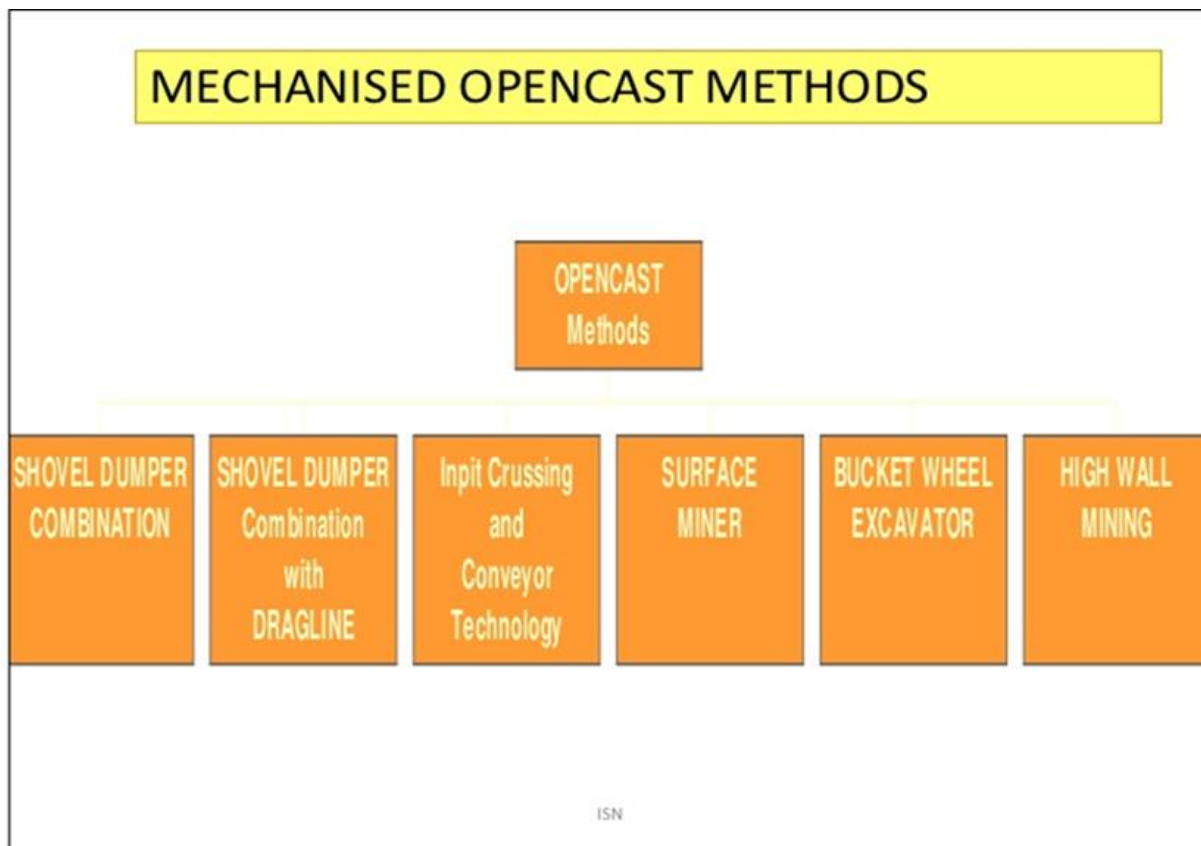 MECHANISED OPENCAST METHODS
OPENCAST
Methods
SHOVEL DUMPER
COMBINATION
SHOVEL DUMPER
Combination
with
DRAGLINE
Inpit Crussing
and
Conveyor
Technology
SURFACE
MINER
BUCKET WHEEL
EXCAVATOR
HIGH WALL
MINING
ISN